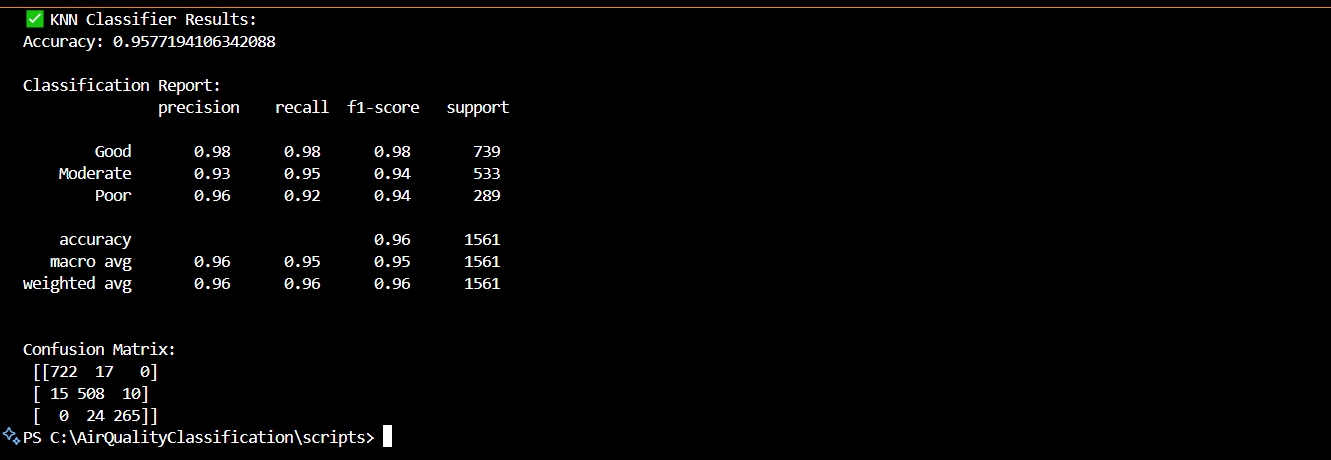 ✅ KNN Classifier Results:
Accuracy: 0.9577194106342088
Classification Report:
precision recall f1-score support
Good 0.98 0.98 0.98 739
Moderate 0.93 0.95 0.94 533
Poor 0.96 0.92 0.94 289
accuracy 0.96 1561
macro avg 0.96 0.95 0.95 1561
weighted avg 0.96 0.96 0.96 1561
Confusion Matrix:
[[722 17 0]
[ 15 508 10]
[ 0 24 265]]
PS C:\AirQualityClassification\scripts>